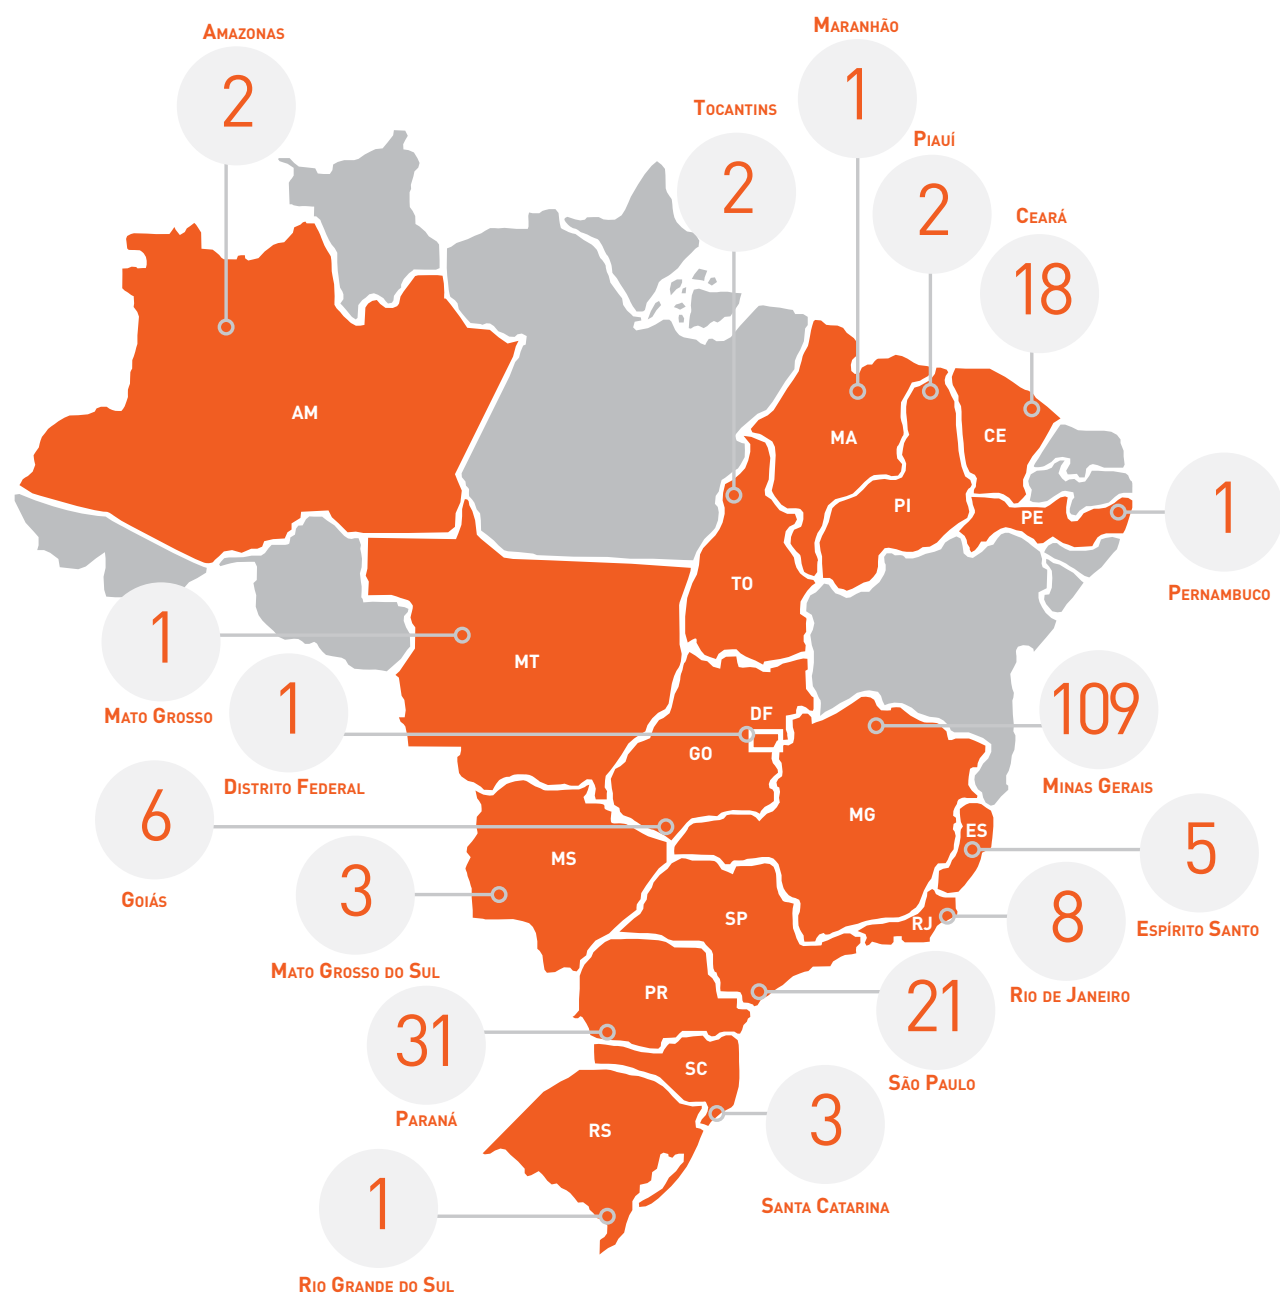 Maranhão
1
Amazonas
2
Tocantins
2
Piauí
2
Ceará
18
AM
MA
CE
PI
PE
1
Pernambuco
TO
1
Mato Grosso
MT
1
Distrito Federal
DF
GO
109
Minas Gerais
6
Goiás
MG
ES
5
Espírito Santo
MS
3
Mato Grosso do Sul
SP
RJ
8
Rio de Janeiro
PR
21
São Paulo
31
Paraná
SC
3
Santa Catarina
RS
1
Rio Grande do Sul